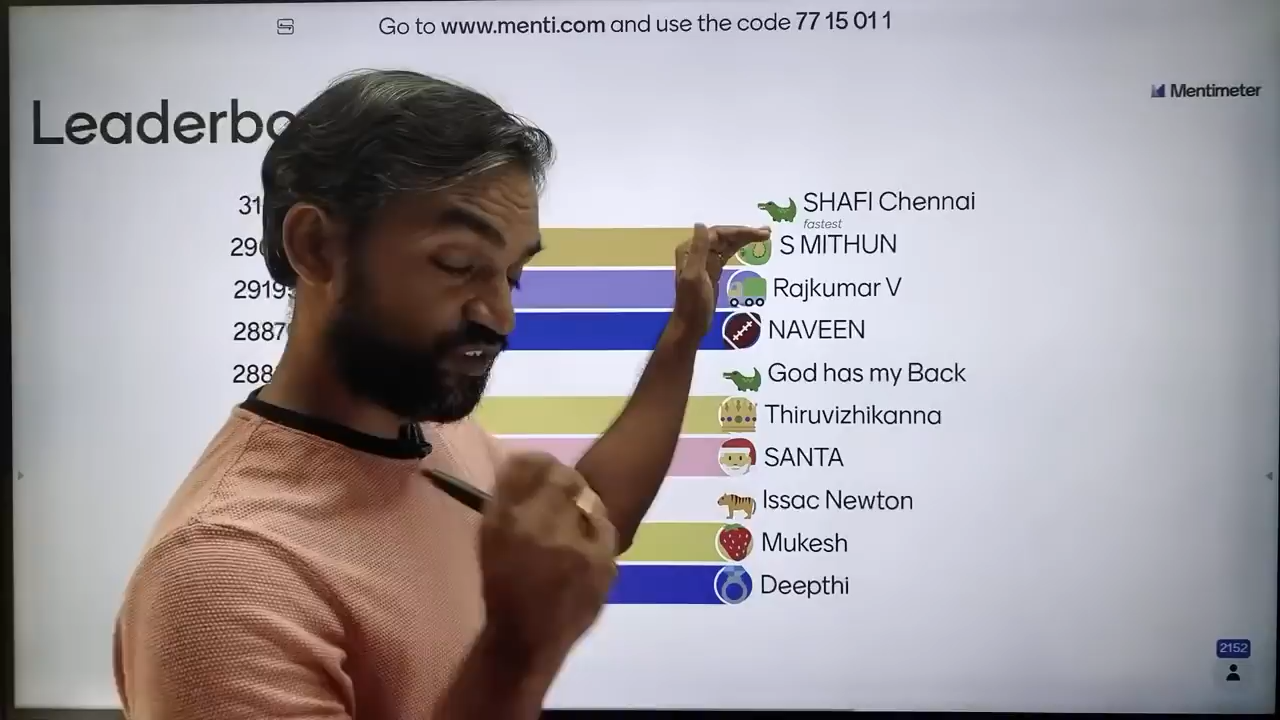 Go to www.menti.com and use the code 77 15 01 1
Mentimeter
SHAFI Chennai
fastest
S MITHUN
Rajkumar V
NAVEEN
God has my Back
Thiruvizhikanna
SANTA
Issac Newton
Mukesh
Deepthi
2152